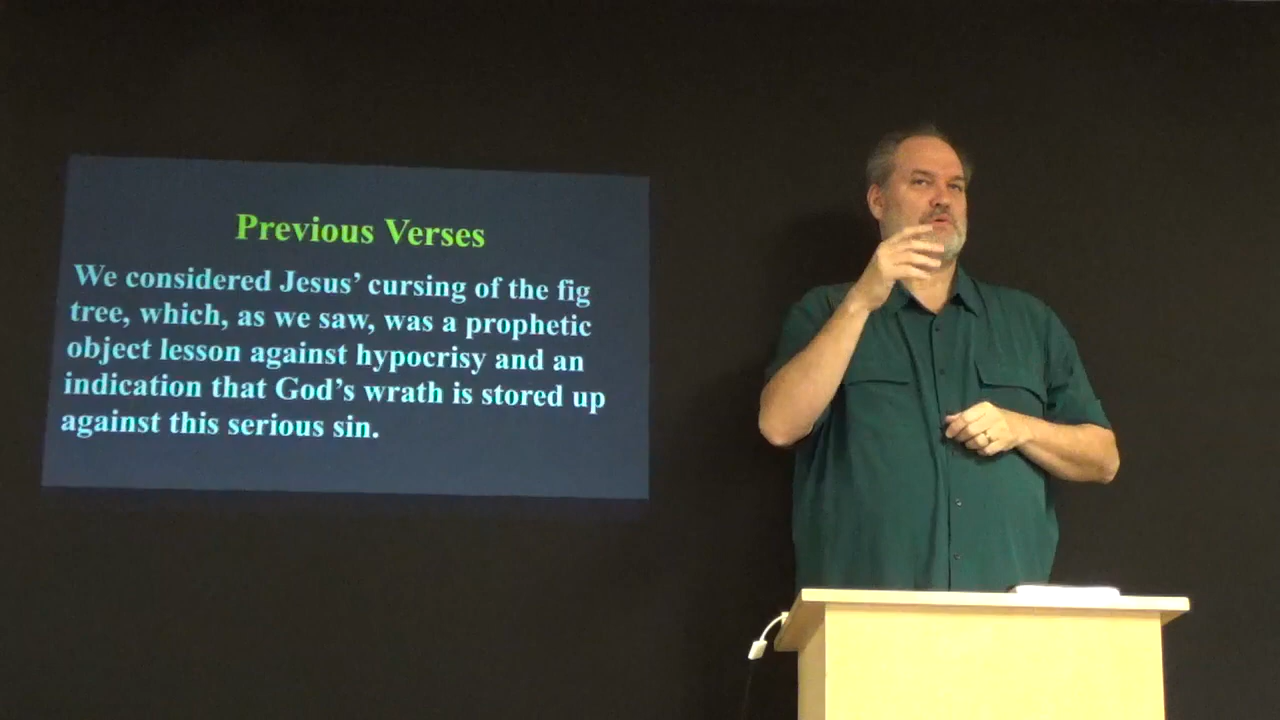 Previous Verses
We considered Jesus’ cursing of the fig
tree, which, as we saw, was a prophetic
object lesson against hypocrisy and an
indication that God’s wrath is stored up
against this serious sin.